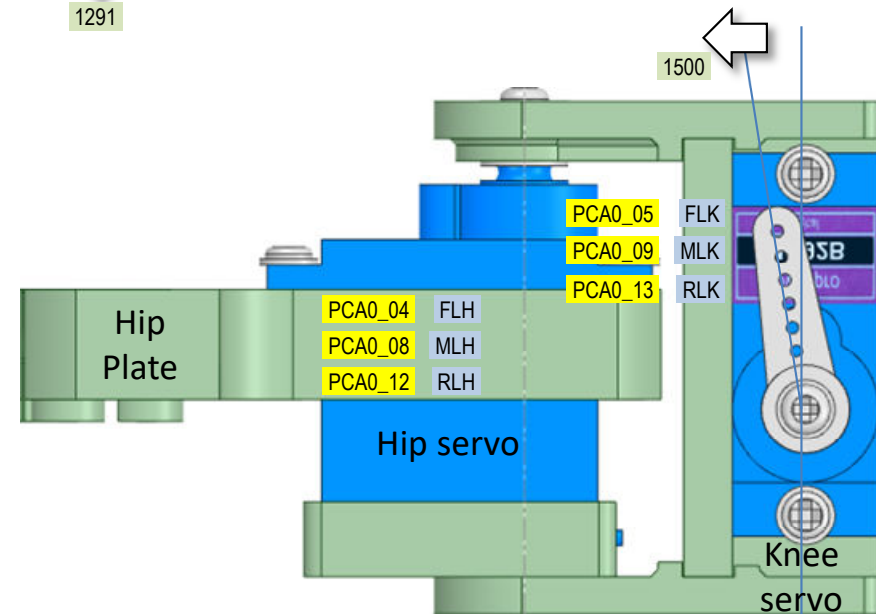 1291
1500
PCA0_05 FLK
PCA0_09 MLK
PCA0_13 RLK
PCA0_04 FLH
PCA0_08 MLH
PCA0_12 RLH
Hip
Plate
Hip servo
Knee
servo